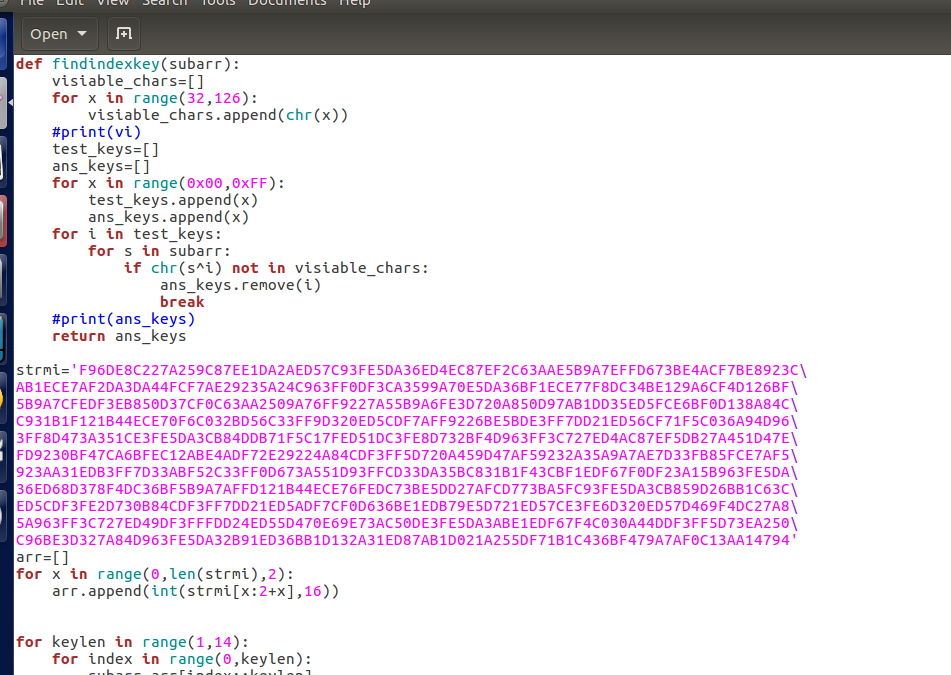 File Edit View Search Tools Documents Help
Open
def findindexkey(subarr):
    visiable_chars=[]
    for x in range(32,126):
        visiable_chars.append(chr(x))
    #print(vi)
    test_keys=[]
    ans_keys=[]
    for x in range(0x00,0xFF):
        test_keys.append(x)
        ans_keys.append(x)
    for i in test_keys:
        for s in subarr:
            if chr(s^i) not in visiable_chars:
                ans_keys.remove(i)
                break
    #print(ans_keys)
    return ans_keys
strmi='F96DE8C227A259C87EE1DA2AED57C93FE5DA36ED4EC87EF2C63AAE5B9A7EFFD673BE4ACF7BE8923C\
AB1ECE7AF2DA3DA44FCF7AE29235A24C963FF0DF3CA3599A70E5DA36BF1ECE77F8DC34BE129A6CF4D126BF\
5B9A7CFEDF3EB850D37CF0C63AA2509A76FF9227A55B9A6FE3D720A850D97AB1DD35ED5FCE6BF0D138A84C\
C931B1F121B44ECE70F6C032BD56C33FF9D320ED5CDF7AFF9226BE5BDE3FF7DD21ED56CF71F5C036A94D96\
3FF8D473A351CE3FE5DA3CB84DDB71F5C17FED51DC3FE8D732BF4D963FF3C727ED4AC87EF5DB27A451D47E\
FD9230BF47CA6BFEC12ABE4ADF72E29224A84CDF3FF5D720A459D47AF59232A35A9A7AE7D33FB85FCE7AF5\
923AA31EDB3FF7D33ABF52C33FF0D673A551D93FFCD33DA35BC831B1F43CBF1EDF67F0DF23A15B963FE5DA\
36ED68D378F4DC36BF5B9A7AFFD121B44ECE76FEDC73BE5DD27AFCD773BA5FC93FE5DA3CB859D26BB1C63C\
ED5CDF3FE2D730B84CDF3FF7DD21ED5ADF7CF0D636BE1EDB79E5D721ED57CE3FE6D320ED57D469F4DC27A8\
5A963FF3C727ED49DF3FFFDD24ED55D470E69E73AC50DE3FE5DA3ABE1EDF67F4C030A44DDF3FF5D73EA250\
C96BE3D327A84D963FE5DA32B91ED36BB1D132A31ED87AB1D021A255DF71B1C436BF479A7AF0C13AA14794'
arr=[]
for x in range(0,len(strmi),2):
    arr.append(int(strmi[x:2+x],16))
for keylen in range(1,14):
    for index in range(0,keylen):
        subarr=arr[index::keylen]